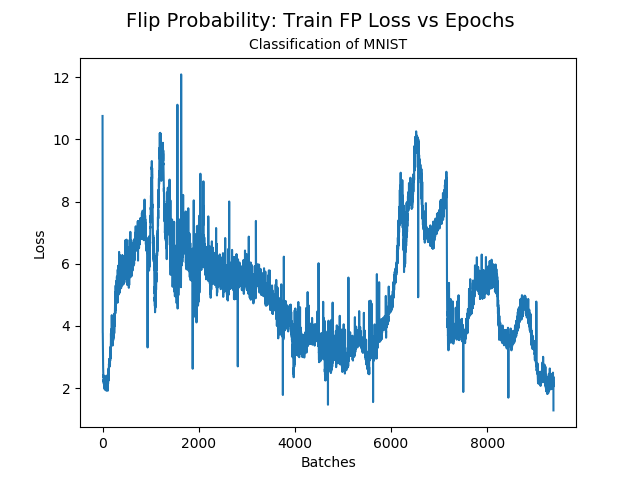 Flip Probability: Train FP Loss vs Epochs
Classification of MNIST
12
10
8
6
4
2
Loss
0 2000 4000 6000 8000
Batches